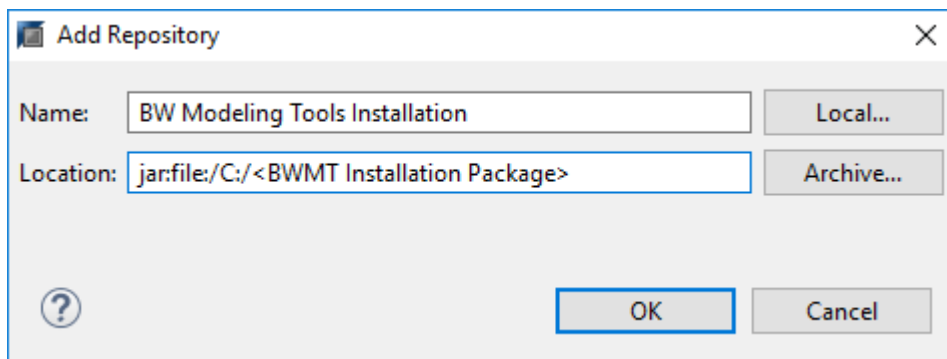 Add Repository
Name: BW Modeling Tools Installation Local...
Location: jar:file:/C:/<BWMT Installation Package> Archive...
? OK Cancel